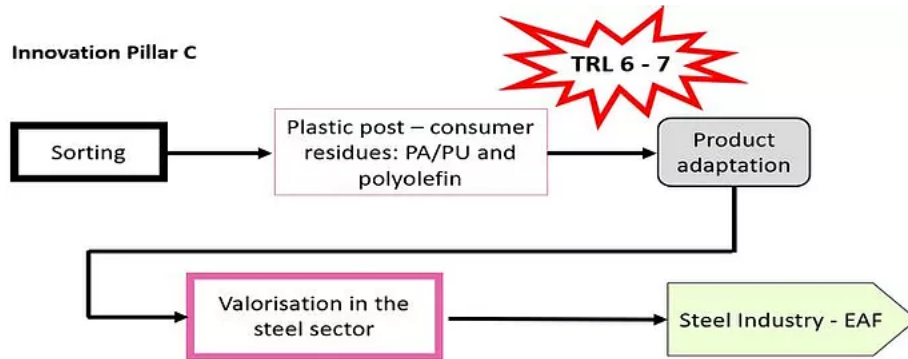 Innovation Pillar C
TRL 6 - 7
Sorting
Plastic post – consumer
residues: PA/PU and
polyolefin
Product
adaptation
Valorisation in the
steel sector
Steel Industry - EAF